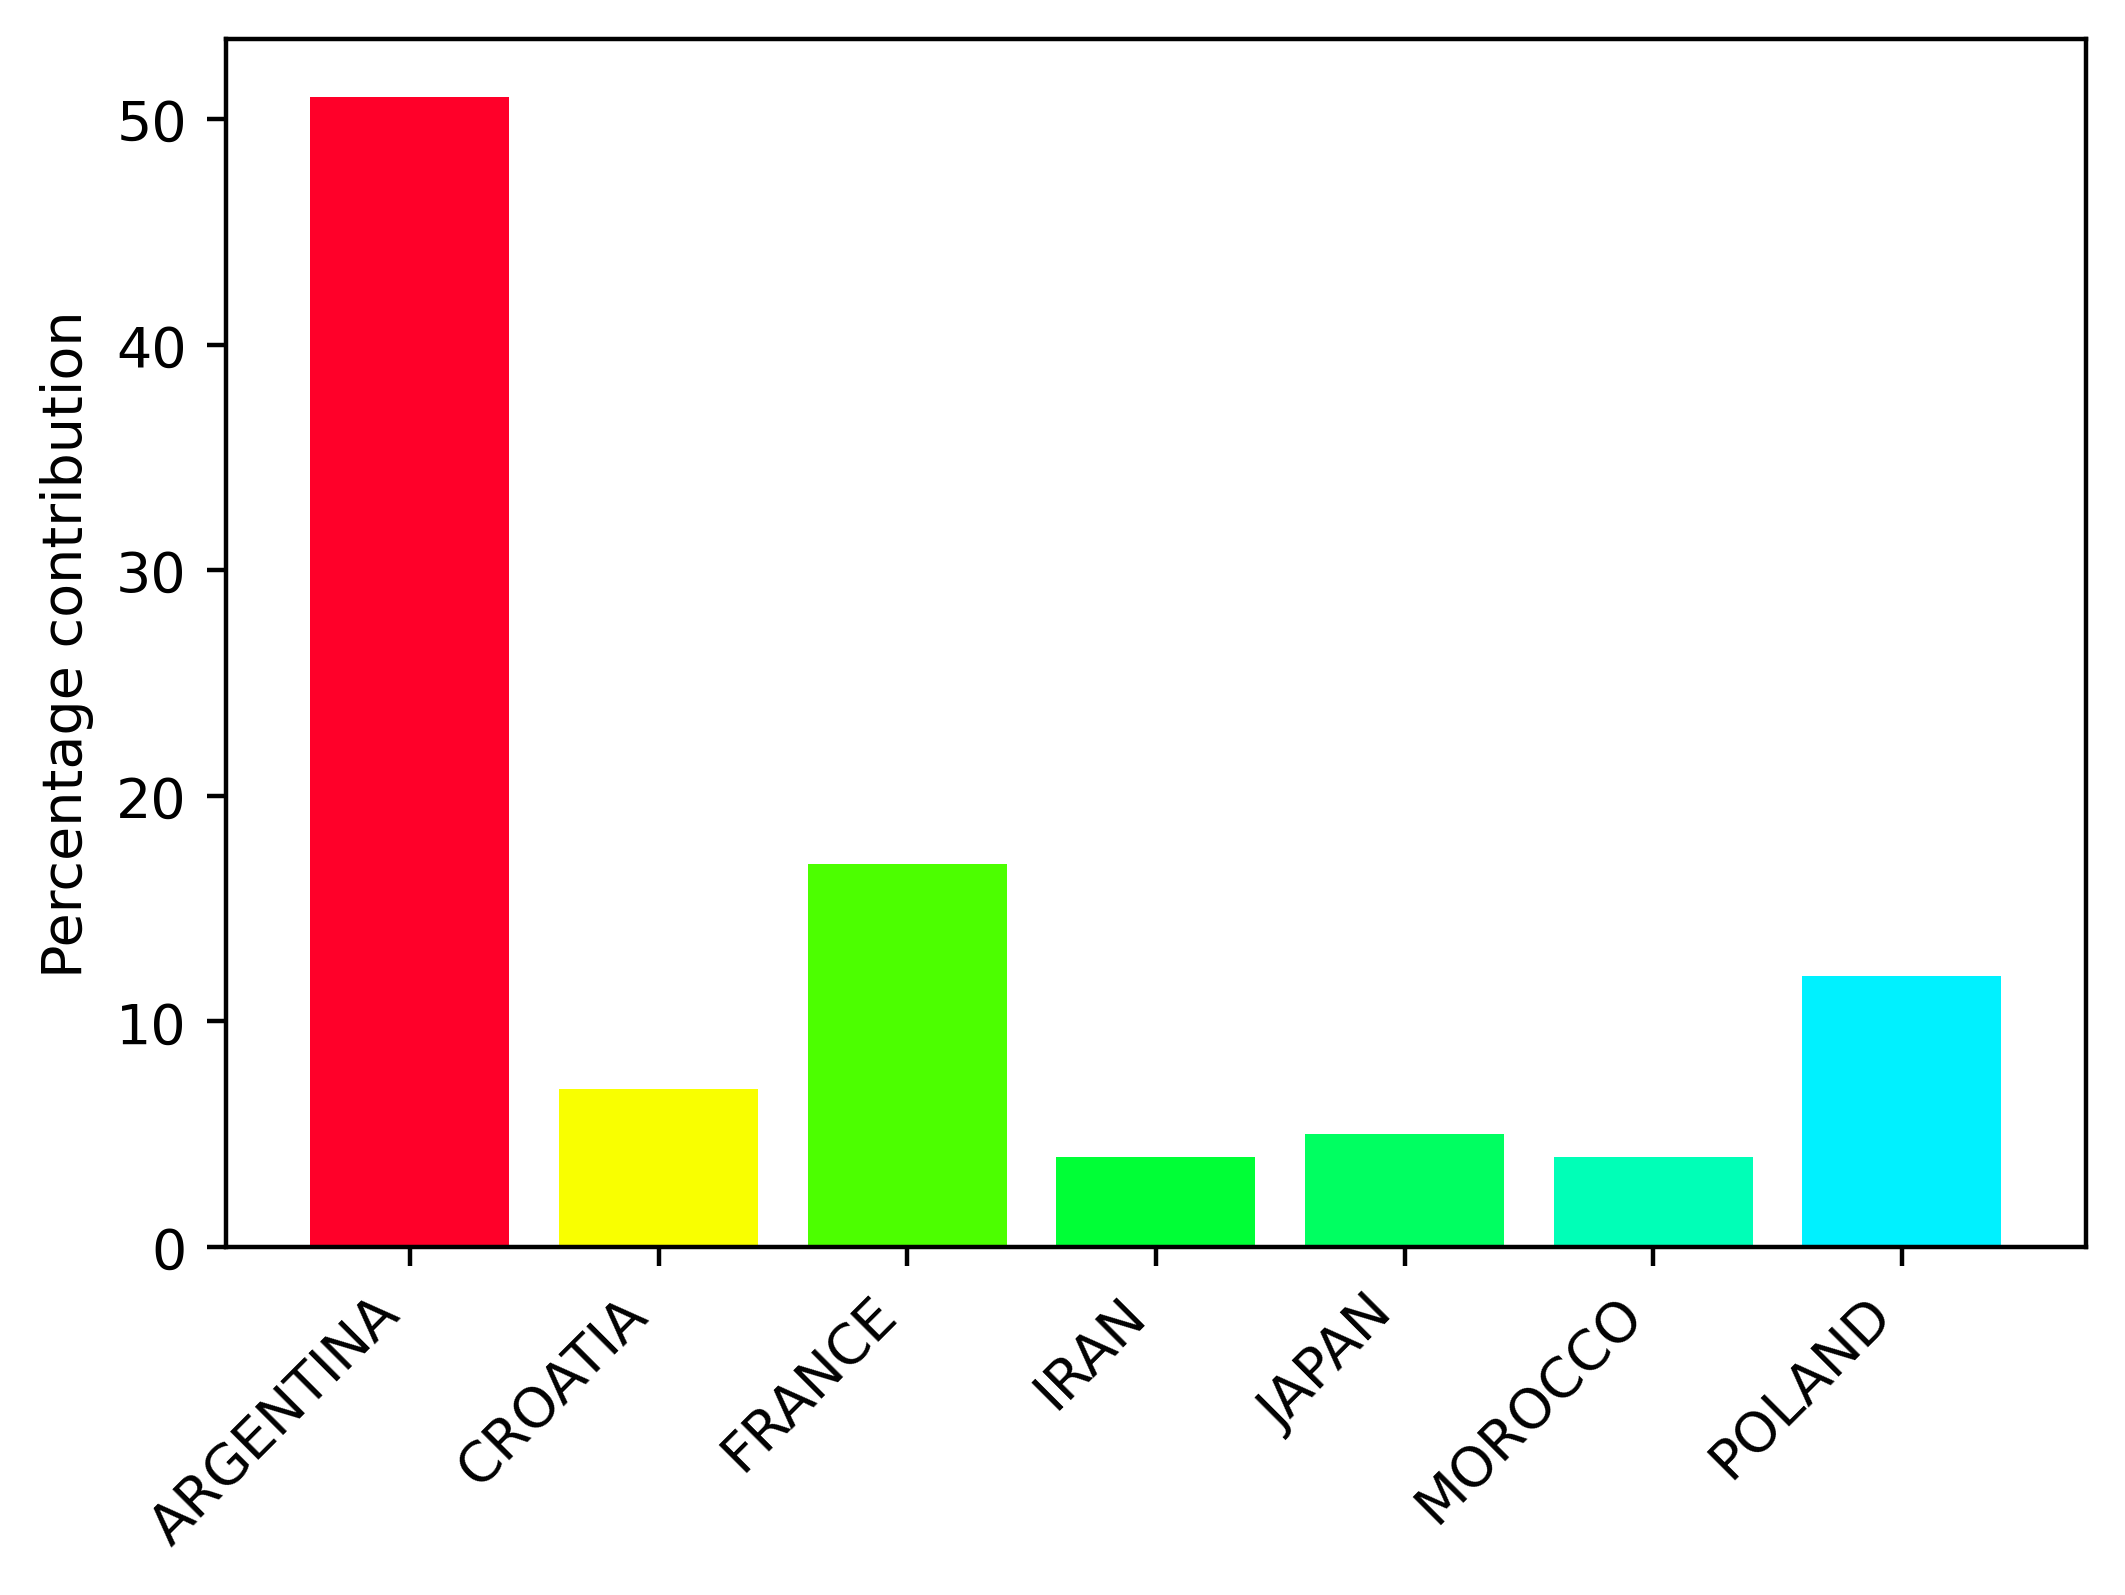 Percentage contribution
50
40
30
20
10
0
ARGENTINA
CROATIA
FRANCE
IRAN
JAPAN
MOROCCO
POLAND